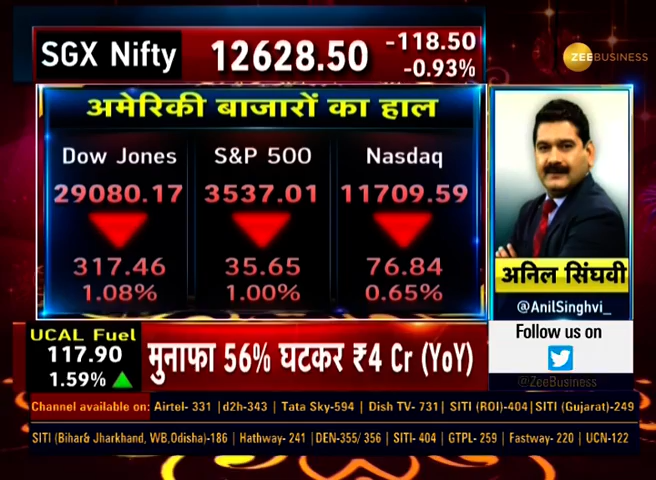 SGX Nifty 12628.50 -118.50
-0.93%
ZEEBUSINESS
अमेरिकी बाजारों का हाल
Dow Jones S&P 500 Nasdaq
29080.17 3537.01 11709.59
317.46 35.65 76.84
1.08% 1.00% 0.65%
अनिल सिंघवी
@AnilSinghvi_
UCAL Fuel
117.90
1.59%
मुनाफा 56% घटकर ₹4 Cr (YoY)
Follow us on
@ZeeBusiness
Channel available on: Airtel- 331 | d2h-343 | Tata Sky-594 | Dish TV- 731| SITI (ROI)-404| SITI (Gujarat)-249
SITI (Bihar& Jharkhand, WB,Odisha)-186 | Hathway- 241 |DEN-355/ 356 | SITI- 404 | GTPL- 259 | Fastway- 220 | UCN-122